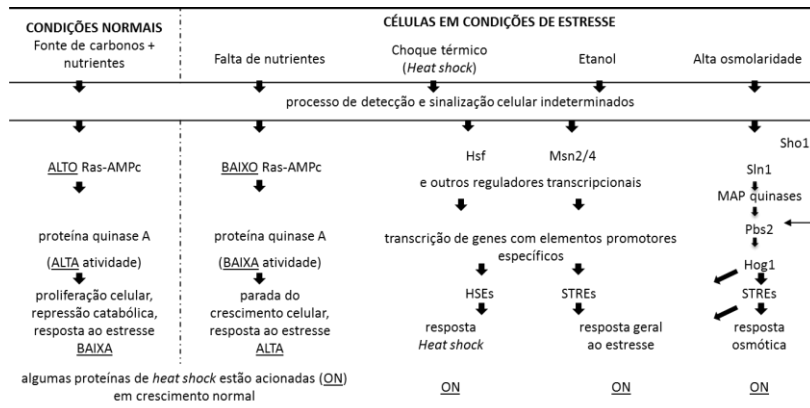 CONDIÇÕES NORMAIS
Fonte de carbonos +
nutrientes
CÉLULAS EM CONDIÇÕES DE ESTRESSE
Falta de nutrientes
Choque térmico
(Heat shock)
Etanol
Alta osmolaridade
processo de detecção e sinalização celular indeterminados
ALTO Ras-AMPc
proteína quinase A
(ALTA atividade)
proliferação celular,
repressão catabólica,
resposta ao estresse
BAIXA
BAIXO Ras-AMPc
proteína quinase A
(BAIXA atividade)
parada do
crescimento celular,
resposta ao estresse
ALTA
algumas proteínas de heat shock estão acionadas (ON)
em crescimento normal
Hsf
Msn2/4
e outros reguladores transcripcionais
transcrição de genes com elementos promotores
específicos
HSEs
STREs
resposta
Heat shock
resposta geral
ao estresse
ON
ON
Sho1
Sln1
MAP quinases
Pbs2
Hog1
STREs
resposta
osmótica
ON